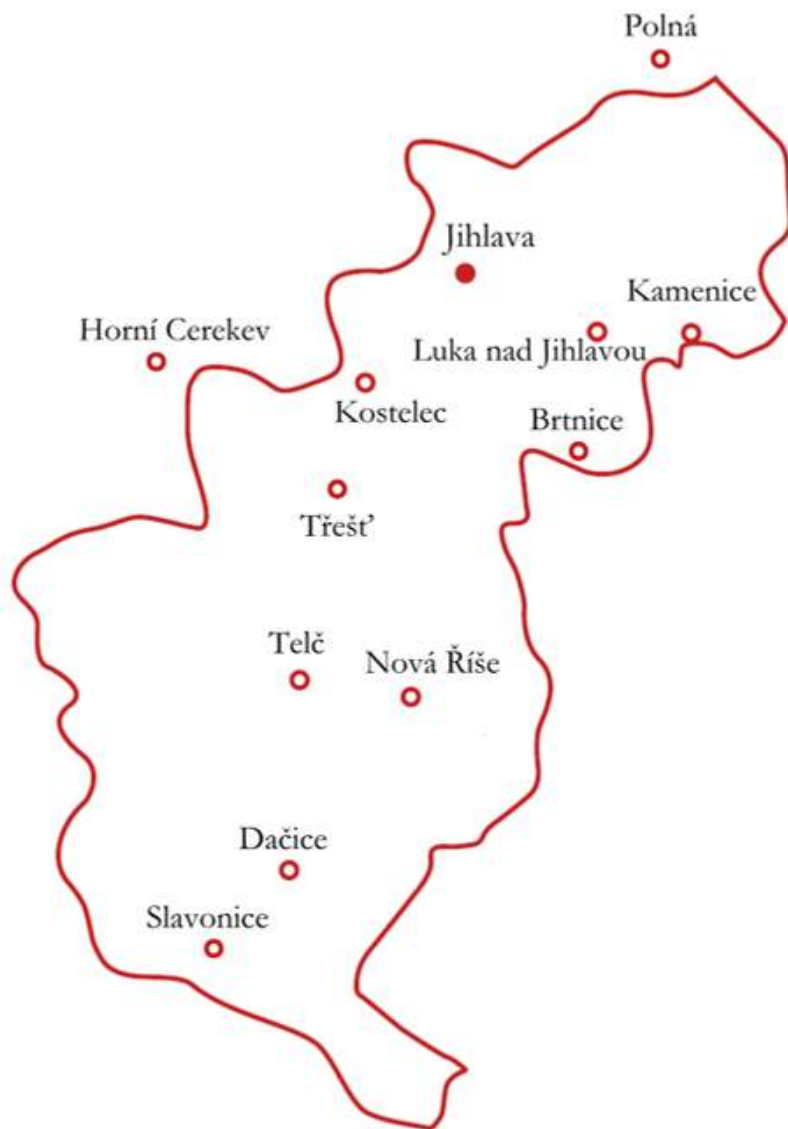 Polná
Jihlava
Kamenice
Horní Cerekev
Luka nad Jihlavou
Kostelec
Brtnice
Třešť
Telč
Nová Říše
Dačice
Slavonice